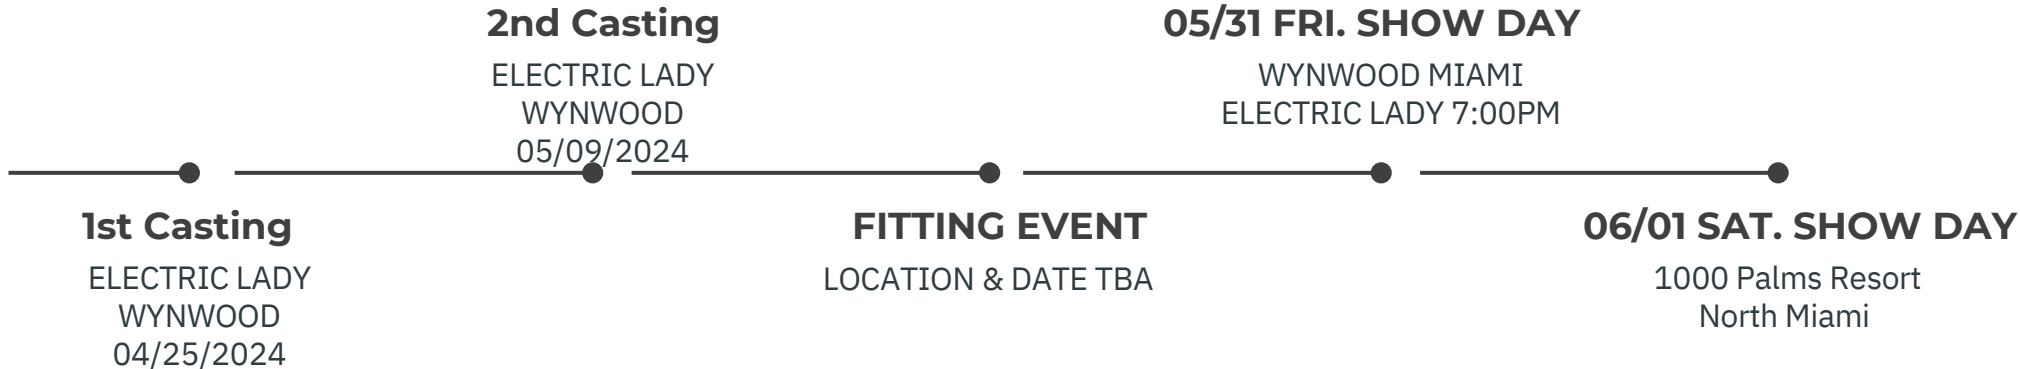 1st Casting
ELECTRIC LADY
WYNWOOD
04/25/2024
2nd Casting
ELECTRIC LADY
WYNWOOD
05/09/2024
FITTING EVENT
LOCATION & DATE TBA
05/31 FRI. SHOW DAY
WYNWOOD MIAMI
ELECTRIC LADY 7:00PM
06/01 SAT. SHOW DAY
1000 Palms Resort
North Miami